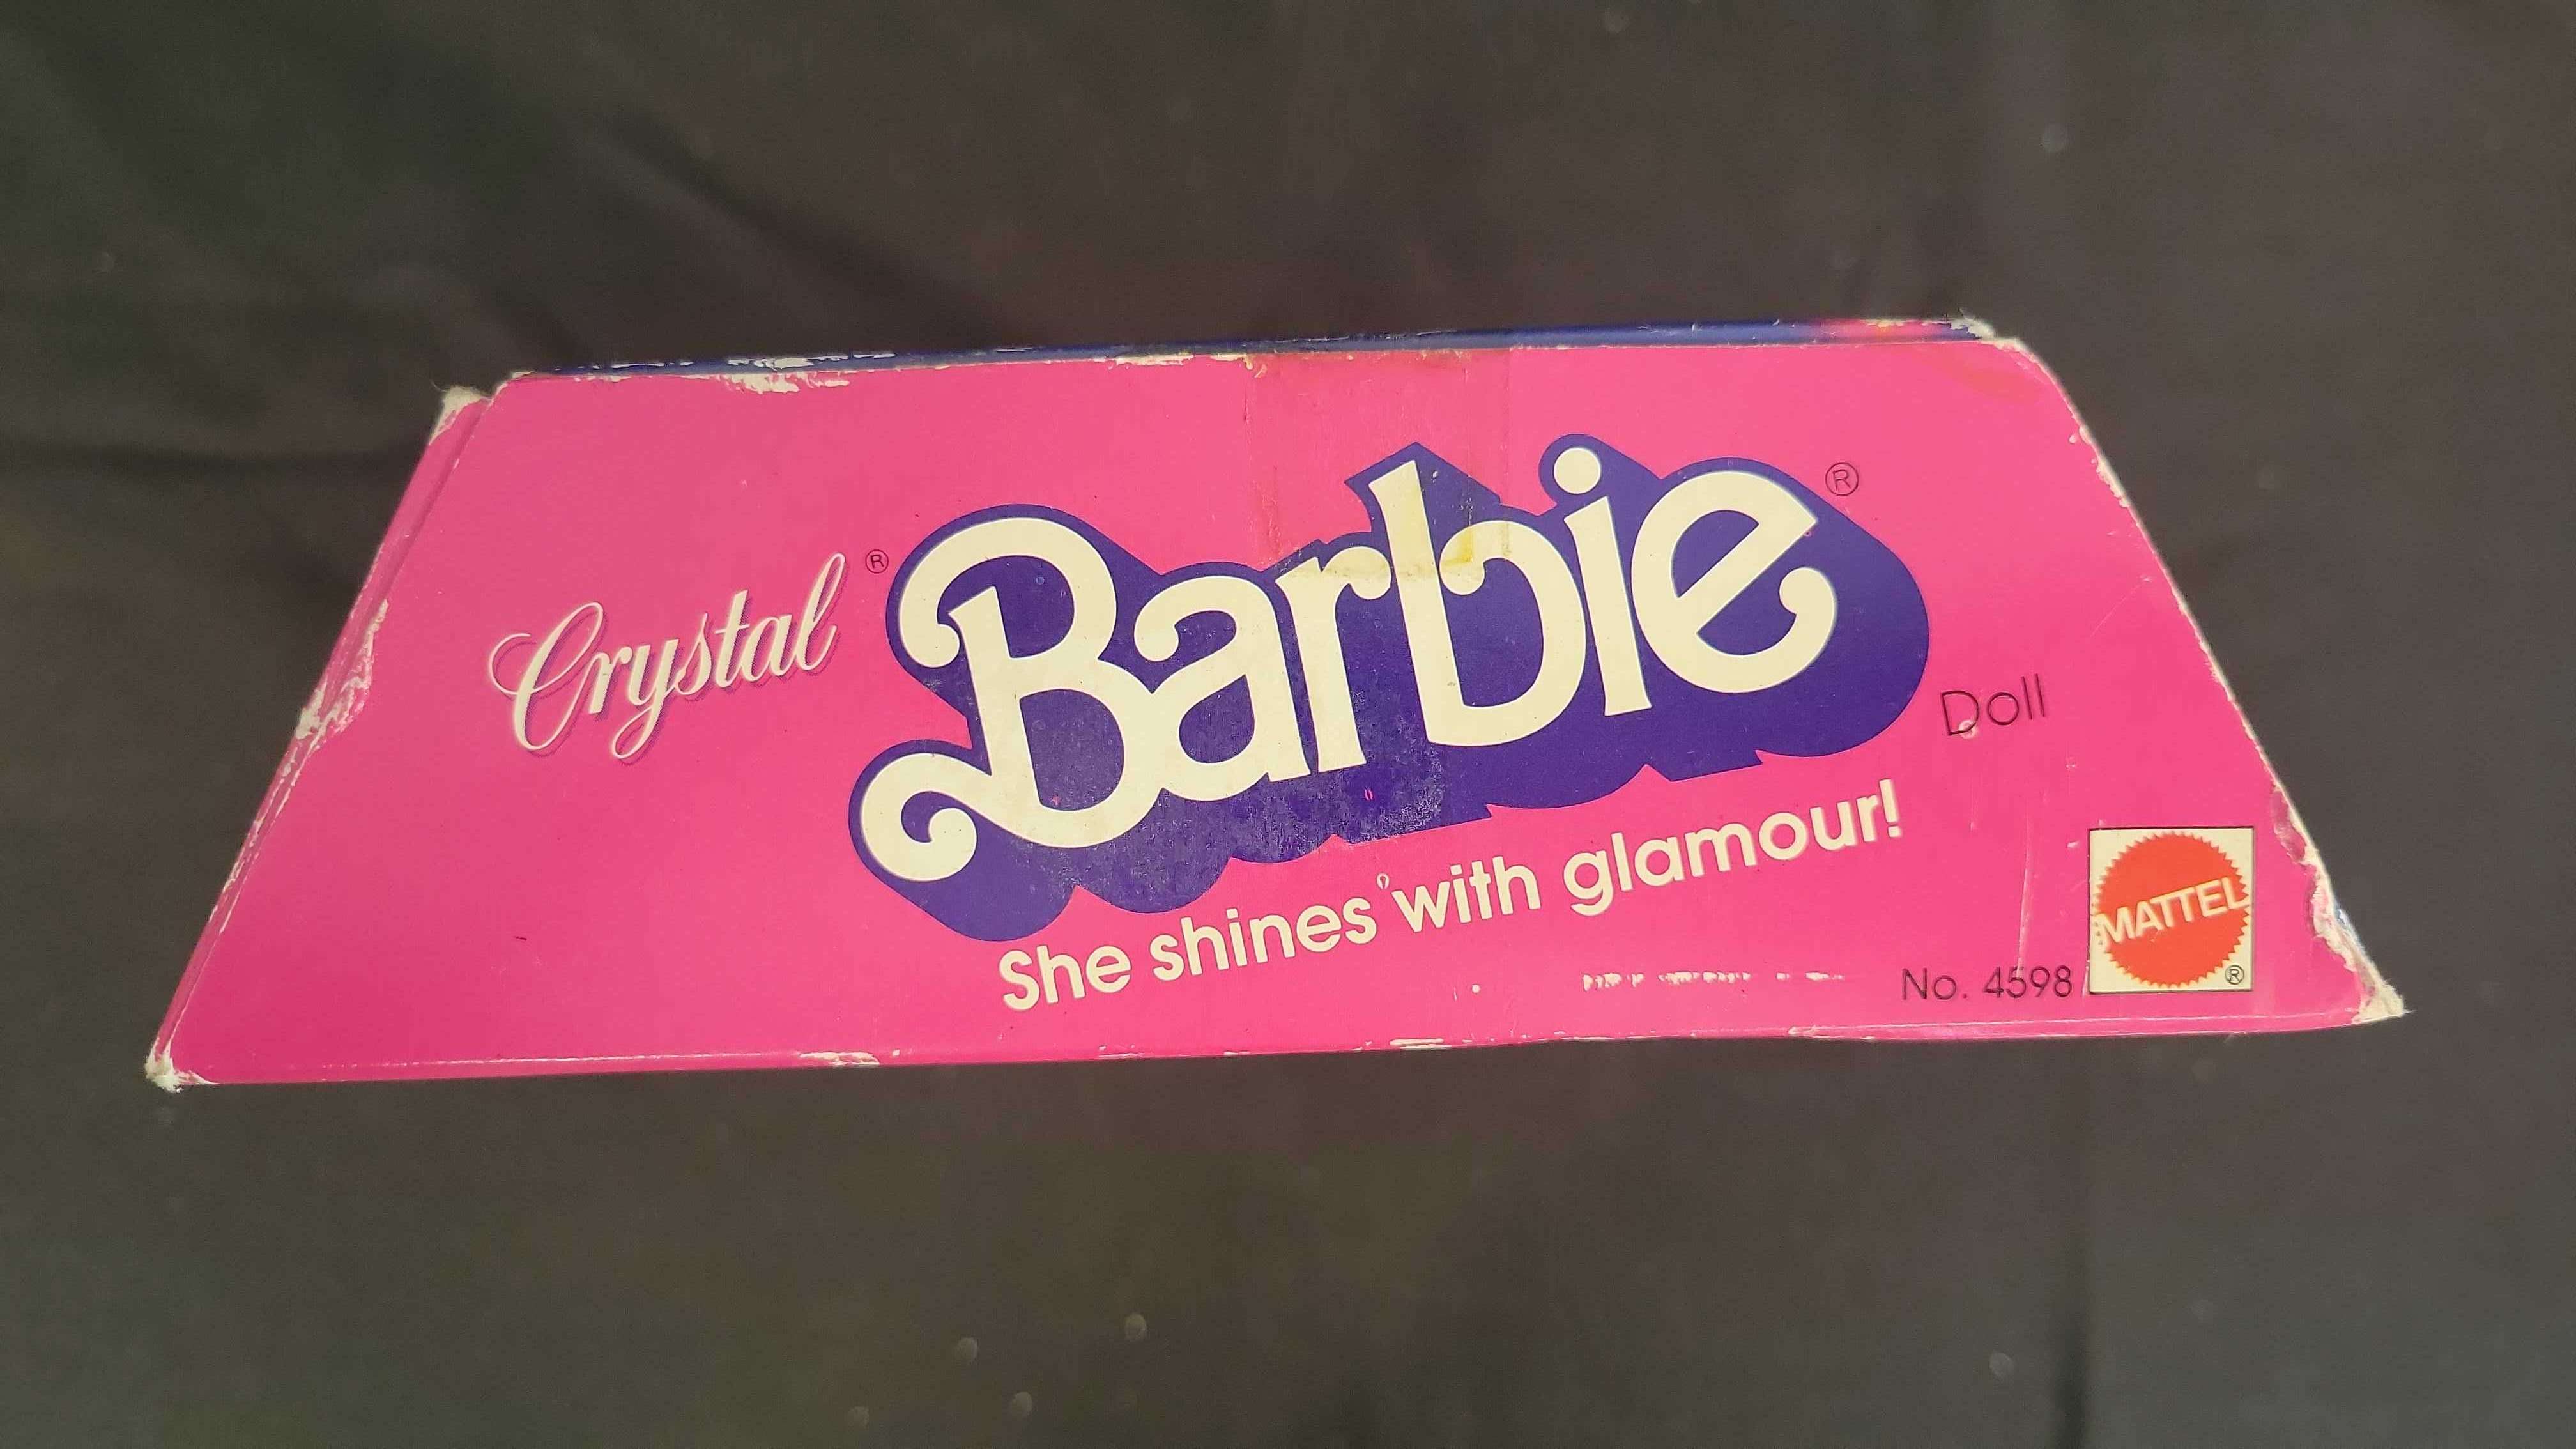 Crystal® Barbie® Doll
She shines with glamour!
No. 4598
MATTEL®